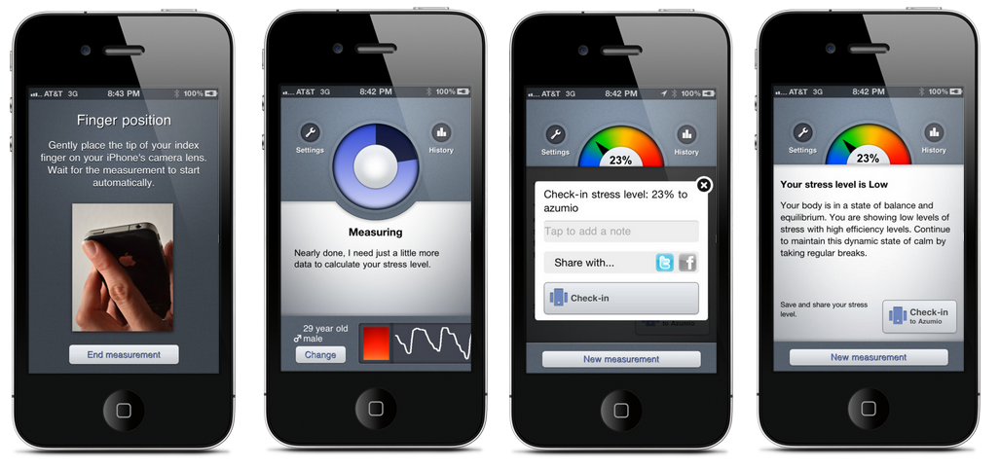 AT&T 3G 8:43 PM 100%
Finger position
Gently place the tip of your index
finger on your iPhone's camera lens.
Wait for the measurement to start
automatically.
End measurement
AT&T 3G 8:42 PM 100%
Settings
History
Measuring
Nearly done, I need just a little more
data to calculate your stress level.
29 year old
male
Change
AT&T 3G 8:42 PM 100%
Settings
23%
History
Check-in stress level: 23% to
azumio
Tap to add a note
Share with...
Check-in
to Azumio
New measurement
AT&T 3G 8:42 PM 100%
Settings
23%
History
Your stress level is Low
Your body is in a state of balance and
equilibrium. You are showing low levels of
stress with high efficiency levels. Continue
to maintain this dynamic state of calm by
taking regular breaks.
Save and share your stress
level.
Check-in
to Azumio
New measurement